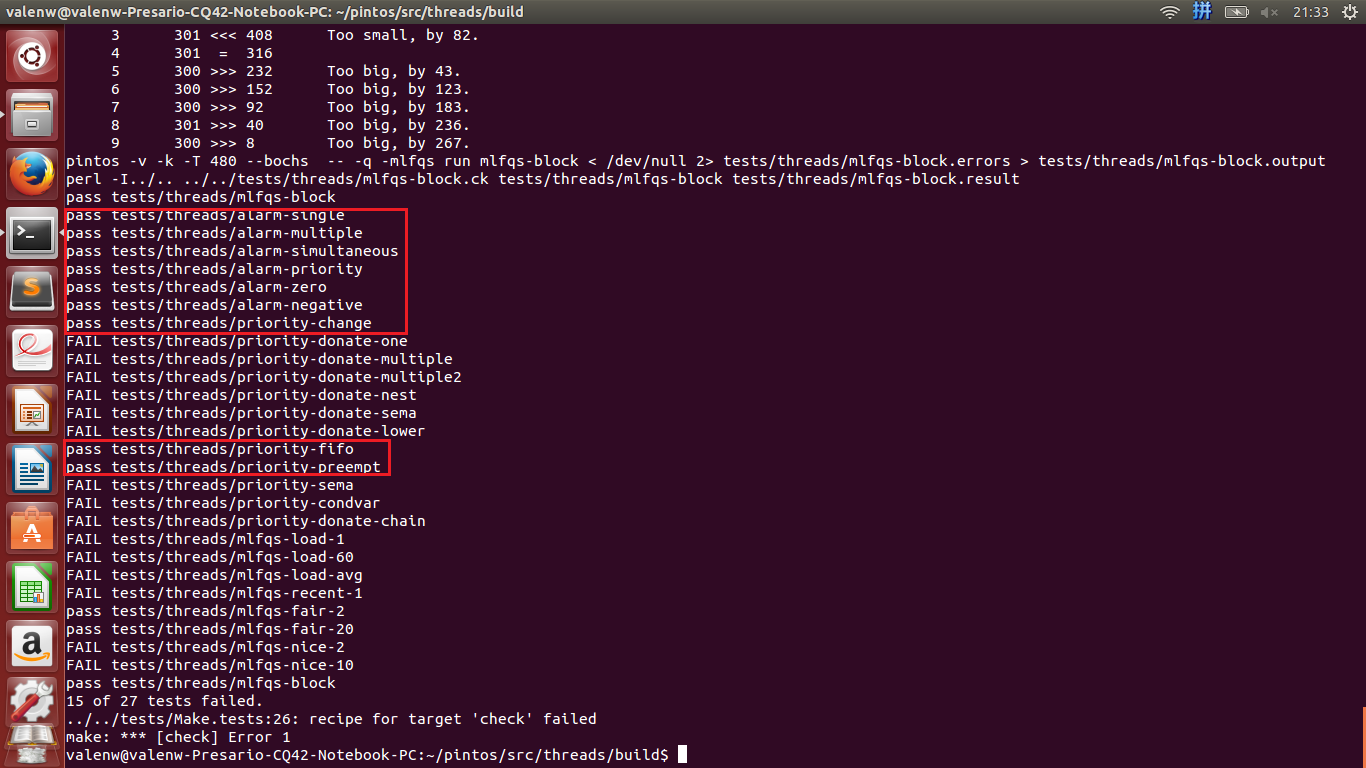 valenw@valenw-Presario-CQ42-Notebook-PC: ~/pintos/src/threads/build 拼 21:33
3 301 <<< 408 Too small, by 82.
4 301 = 316
5 300 >>> 232 Too big, by 43.
6 300 >>> 152 Too big, by 123.
7 300 >>> 92 Too big, by 183.
8 301 >>> 40 Too big, by 236.
9 300 >>> 8 Too big, by 267.
pintos -v -k -T 480 --bochs  -- -q -mlfqs run mlfqs-block < /dev/null 2> tests/threads/mlfqs-block.errors > tests/threads/mlfqs-block.output
perl -I../.. ../../tests/threads/mlfqs-block.ck tests/threads/mlfqs-block tests/threads/mlfqs-block.result
pass tests/threads/mlfqs-block
pass tests/threads/alarm-single
pass tests/threads/alarm-multiple
pass tests/threads/alarm-simultaneous
pass tests/threads/alarm-priority
pass tests/threads/alarm-zero
pass tests/threads/alarm-negative
pass tests/threads/priority-change
FAIL tests/threads/priority-donate-one
FAIL tests/threads/priority-donate-multiple
FAIL tests/threads/priority-donate-multiple2
FAIL tests/threads/priority-donate-nest
FAIL tests/threads/priority-donate-sema
FAIL tests/threads/priority-donate-lower
pass tests/threads/priority-fifo
pass tests/threads/priority-preempt
FAIL tests/threads/priority-sema
FAIL tests/threads/priority-condvar
FAIL tests/threads/priority-donate-chain
FAIL tests/threads/mlfqs-load-1
FAIL tests/threads/mlfqs-load-60
FAIL tests/threads/mlfqs-load-avg
FAIL tests/threads/mlfqs-recent-1
pass tests/threads/mlfqs-fair-2
pass tests/threads/mlfqs-fair-20
FAIL tests/threads/mlfqs-nice-2
FAIL tests/threads/mlfqs-nice-10
pass tests/threads/mlfqs-block
15 of 27 tests failed.
../../tests/Make.tests:26: recipe for target 'check' failed
make: *** [check] Error 1
valenw@valenw-Presario-CQ42-Notebook-PC:~/pintos/src/threads/build$